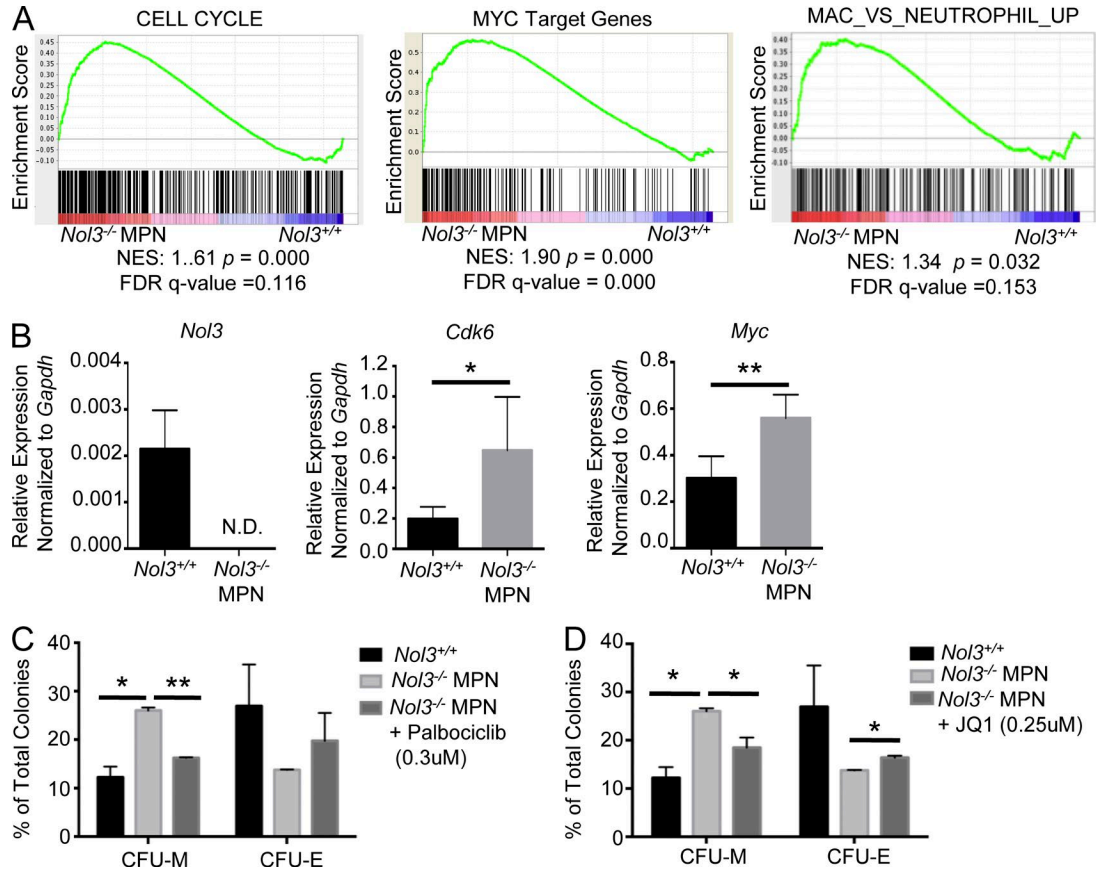 A
CELL CYCLE
Enrichment Score
0.45
0.40
0.35
0.30
0.25
0.20
0.15
0.10
0.05
0.00
-0.05
-0.10
Nol3-/- MPN
Nol3+/+
NES: 1..61 p = 0.000
FDR q-value =0.116
MYC Target Genes
Enrichment Score
0.5
0.4
0.3
0.2
0.1
0.0
Nol3-/- MPN
Nol3+/+
NES: 1.90 p = 0.000
FDR q-value = 0.000
MAC_VS_NEUTROPHIL_UP
Enrichment Score
0.40
0.35
0.30
0.25
0.20
0.15
0.10
0.05
0.00
-0.05
-0.10
Nol3-/- MPN
Nol3+/+
NES: 1.34 p = 0.032
FDR q-value =0.153
B
Nol3
Relative Expression
Normalized to Gapdh
0.004
0.003
0.002
0.001
0.000
N.D.
Nol3+/+
Nol3-/-
MPN
Cdk6
Relative Expression
Normalized to Gapdh
1.2
1.0
0.8
0.6
0.4
0.2
0.0
*
Nol3+/+
Nol3-/-
MPN
Myc
Relative Expression
Normalized to Gapdh
0.8
0.6
0.4
0.2
0.0
**
Nol3+/+
Nol3-/-
MPN
C
% of Total Colonies
40
30
20
10
0
*
**
CFU-M
CFU-E
Nol3+/+
Nol3-/- MPN
Nol3-/- MPN
+ Palbociclib
(0.3uM)
D
% of Total Colonies
40
30
20
10
0
*
*
*
CFU-M
CFU-E
Nol3+/+
Nol3-/- MPN
Nol3-/- MPN
+ JQ1 (0.25uM)